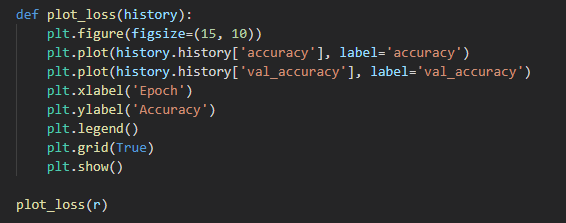 def plot_loss(history):
    plt.figure(figsize=(15, 10))
    plt.plot(history.history['accuracy'], label='accuracy')
    plt.plot(history.history['val_accuracy'], label='val_accuracy')
    plt.xlabel('Epoch')
    plt.ylabel('Accuracy')
    plt.legend()
    plt.grid(True)
    plt.show()

plot_loss(r)